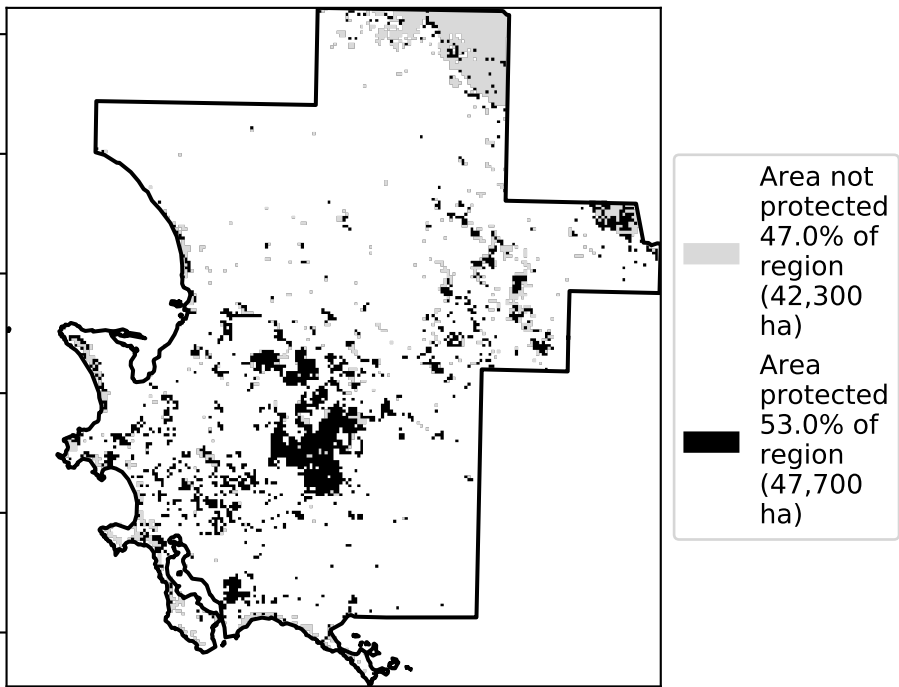 Area not
protected
47.0% of
region
(42,300
ha)
Area
protected
53.0% of
region
(47,700
ha)